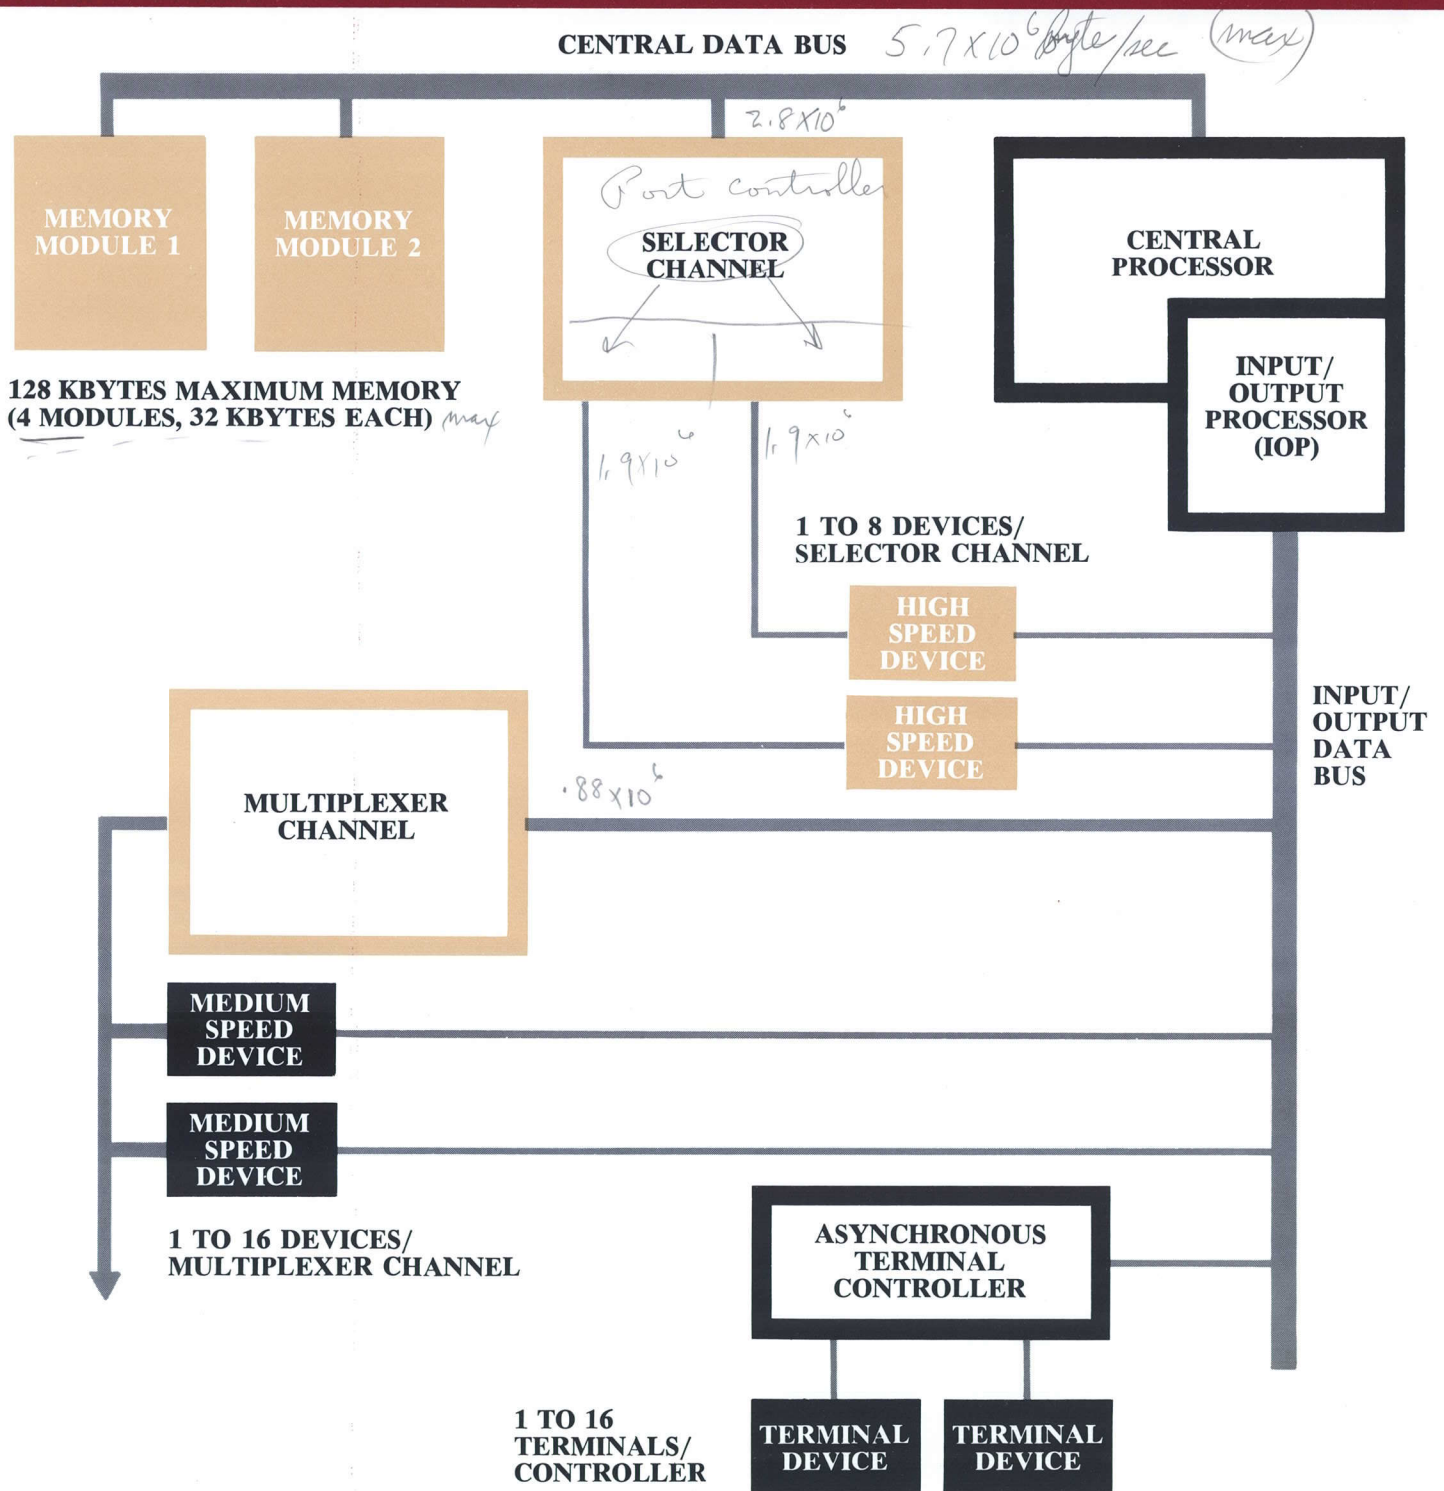 CENTRAL DATA BUS 5.7 X 10⁶ byte/sec (max)
2.8 X10⁶
MEMORY
MODULE 1
MEMORY
MODULE 2
Port controller
SELECTOR
CHANNEL
CENTRAL
PROCESSOR
INPUT/
OUTPUT
PROCESSOR
(IOP)
128 KBYTES MAXIMUM MEMORY
(4 MODULES, 32 KBYTES EACH) max
1.9X10⁶
1.9X10⁶
1 TO 8 DEVICES/
SELECTOR CHANNEL
HIGH
SPEED
DEVICE
HIGH
SPEED
DEVICE
INPUT/
OUTPUT
DATA
BUS
.88X10⁶
MULTIPLEXER
CHANNEL
MEDIUM
SPEED
DEVICE
MEDIUM
SPEED
DEVICE
1 TO 16 DEVICES/
MULTIPLEXER CHANNEL
ASYNCHRONOUS
TERMINAL
CONTROLLER
1 TO 16
TERMINALS/
CONTROLLER
TERMINAL
DEVICE
TERMINAL
DEVICE